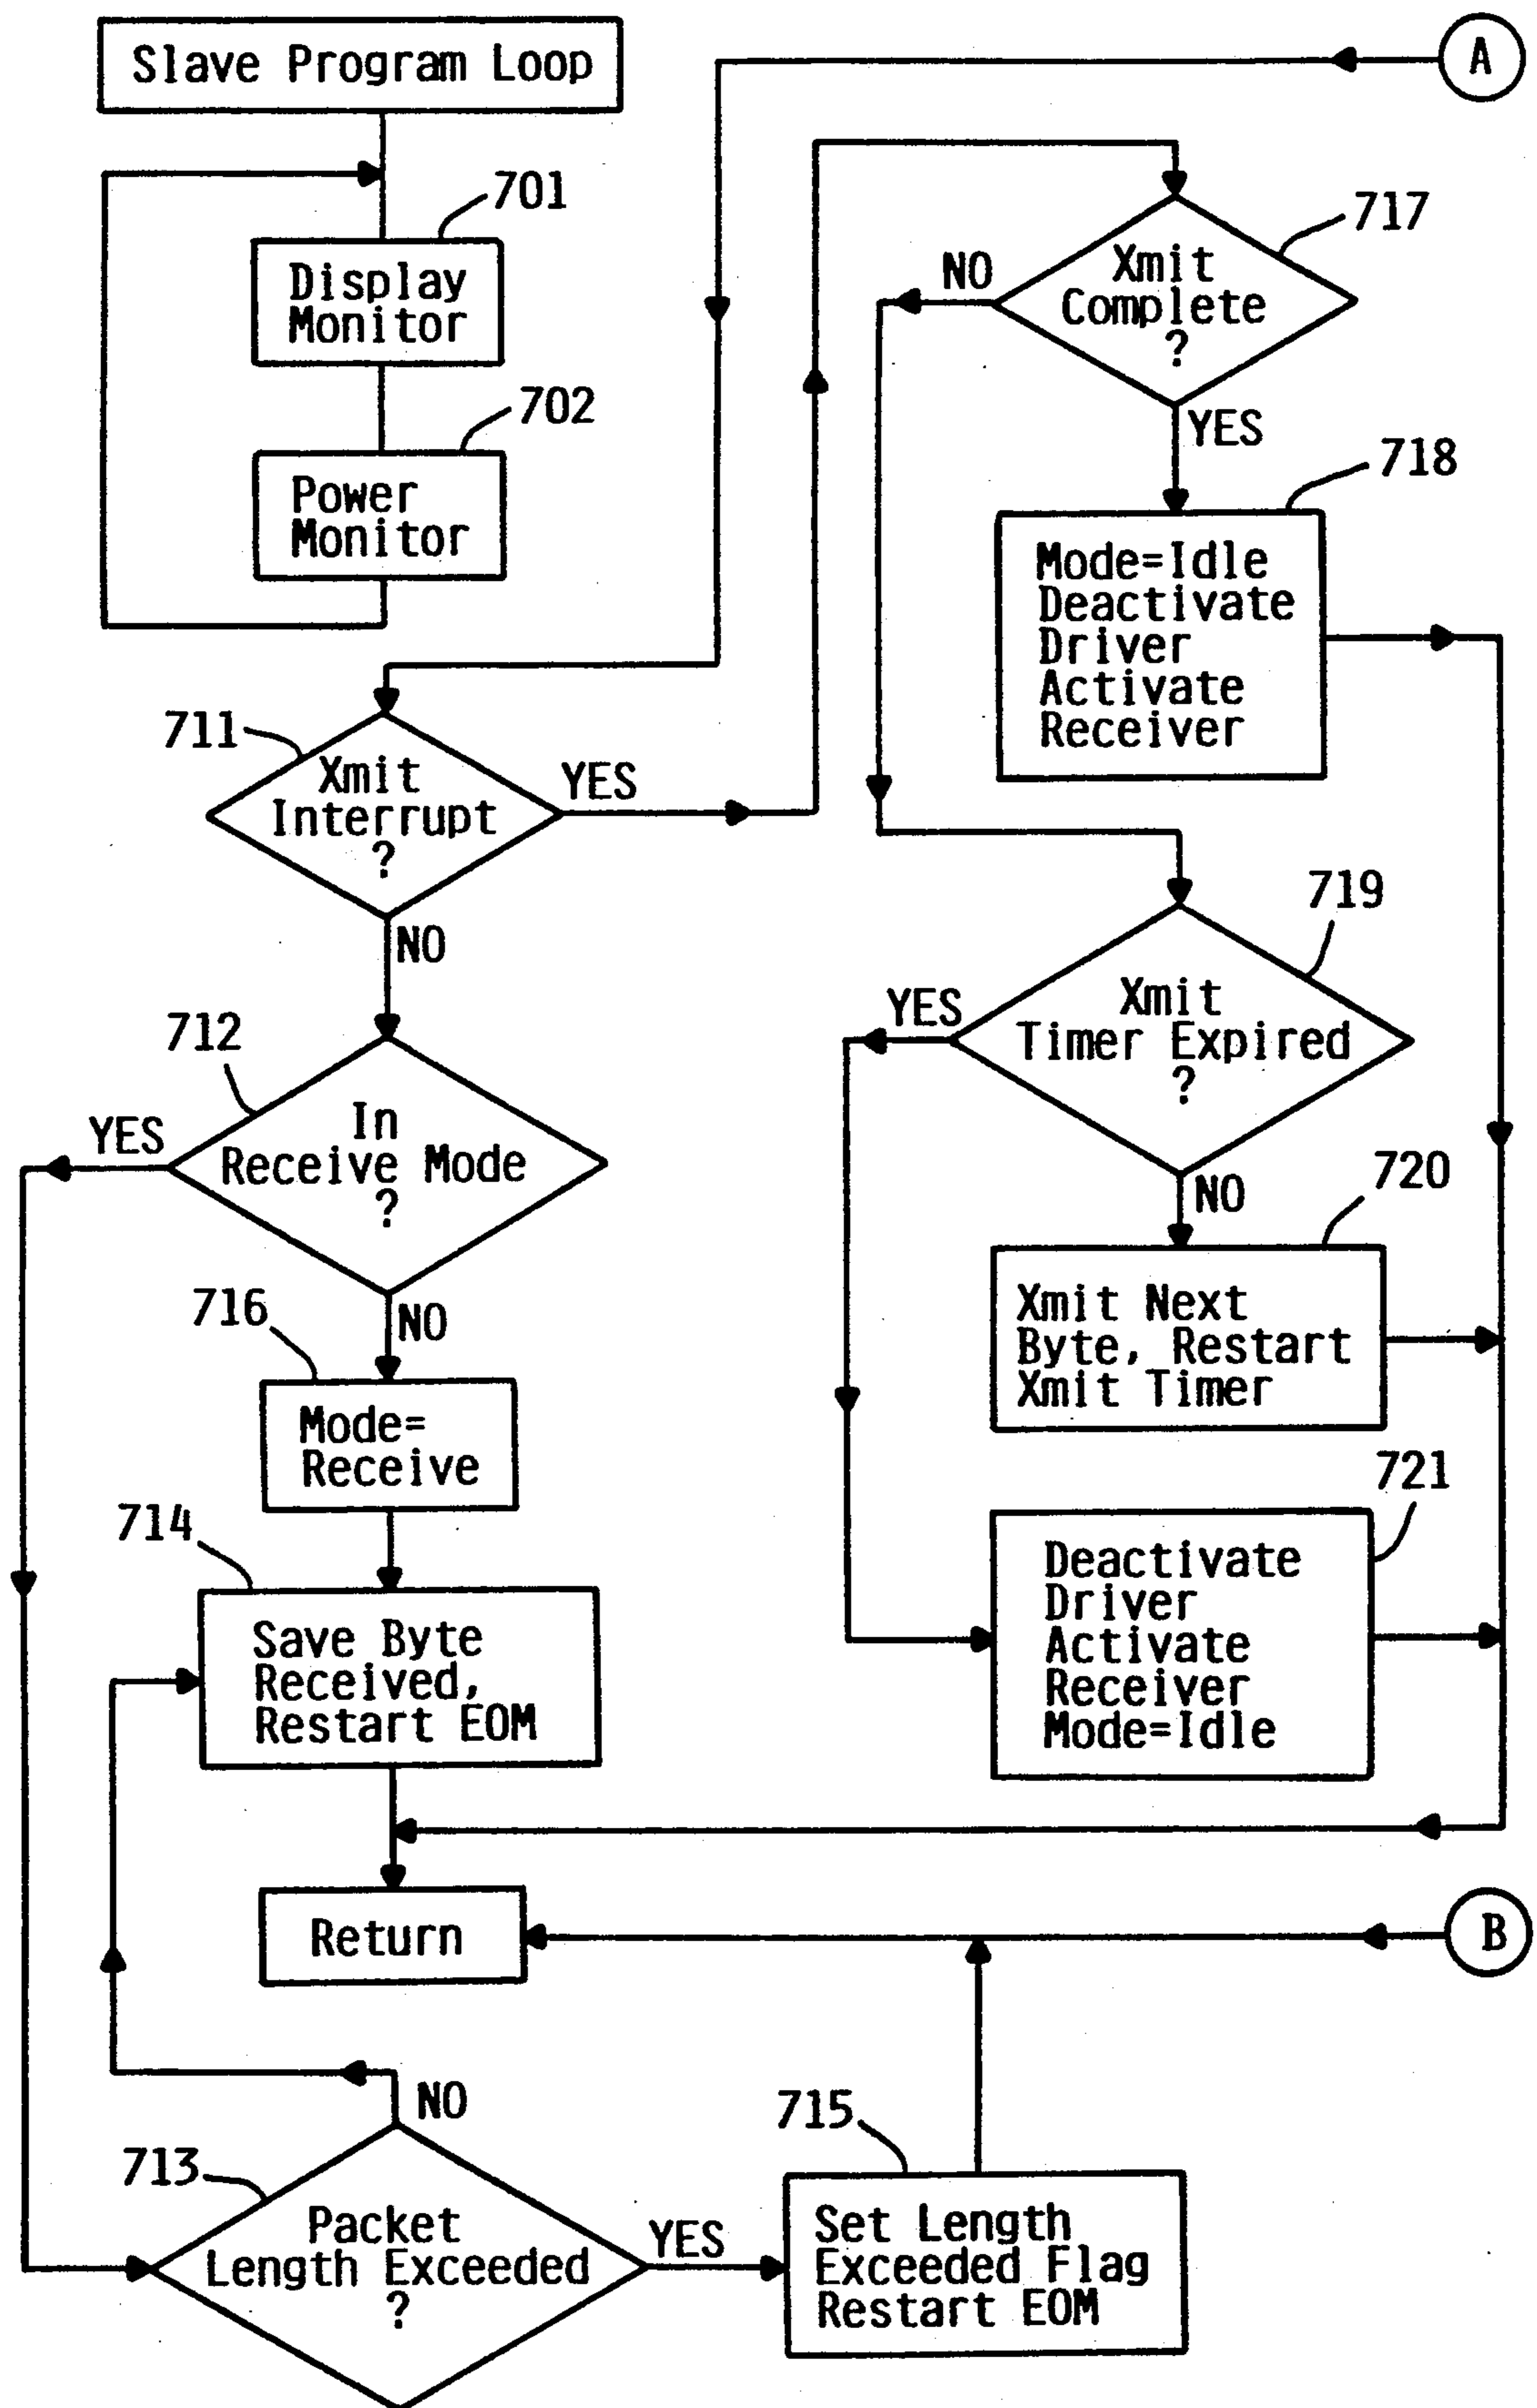 Slave Program Loop
A
701
Display
Monitor
702
Power
Monitor
717
Xmit
Complete
?
NO
YES
718
Mode=Idle
Deactivate
Driver
Activate
Receiver
711
Xmit
Interrupt
?
YES
NO
719
Xmit
Timer Expired
?
YES
NO
712
In
Receive Mode
?
YES
NO
720
Xmit Next
Byte, Restart
Xmit Timer
716
Mode=
Receive
721
Deactivate
Driver
Activate
Receiver
Mode=Idle
714
Save Byte
Received,
Restart EOM
Return
B
NO
713
Packet
Length Exceeded
?
YES
715
Set Length
Exceeded Flag
Restart EOM